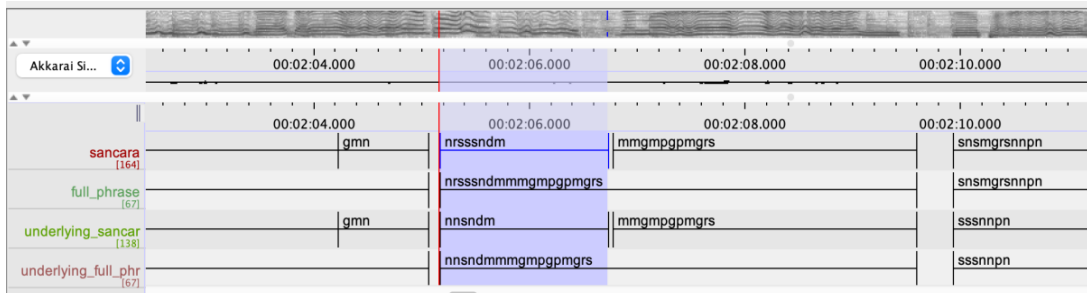 Akkarai Si...
00:02:04.000 00:02:06.000 00:02:08.000 00:02:10.000
00:02:04.000 00:02:06.000 00:02:08.000 00:02:10.000
sancara gmn nrsssndm mmgmpgpmgrs snsmgrsnnpn
[164]
full_phrase nrsssndmmmgmpgpmgrs snsmgrsnnpn
[67]
underlying_sancar gmn nnsndm mmgmpgpmgrs sssnnpn
[138]
underlying_full_phr nnsndmmmgmpgpmgrs sssnnpn
[67]